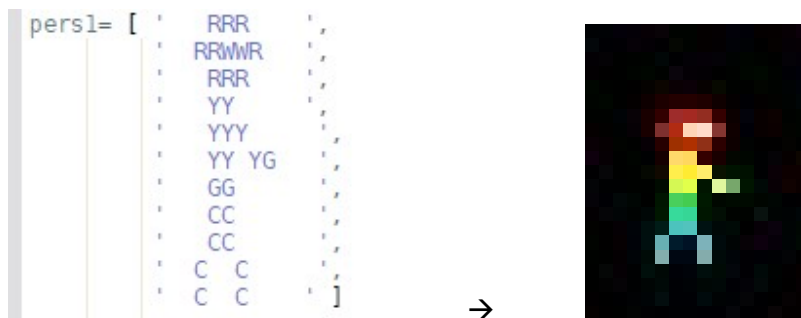 pers1= [ '   RRR    ',
'  RRWWR   ',
'   RRR    ',
'   YY     ',
'   YYY     ',
'   YY YG   ',
'   GG      ',
'   CC      ',
'   CC      ',
'  C  C     ',
'  C  C    ' ]
→